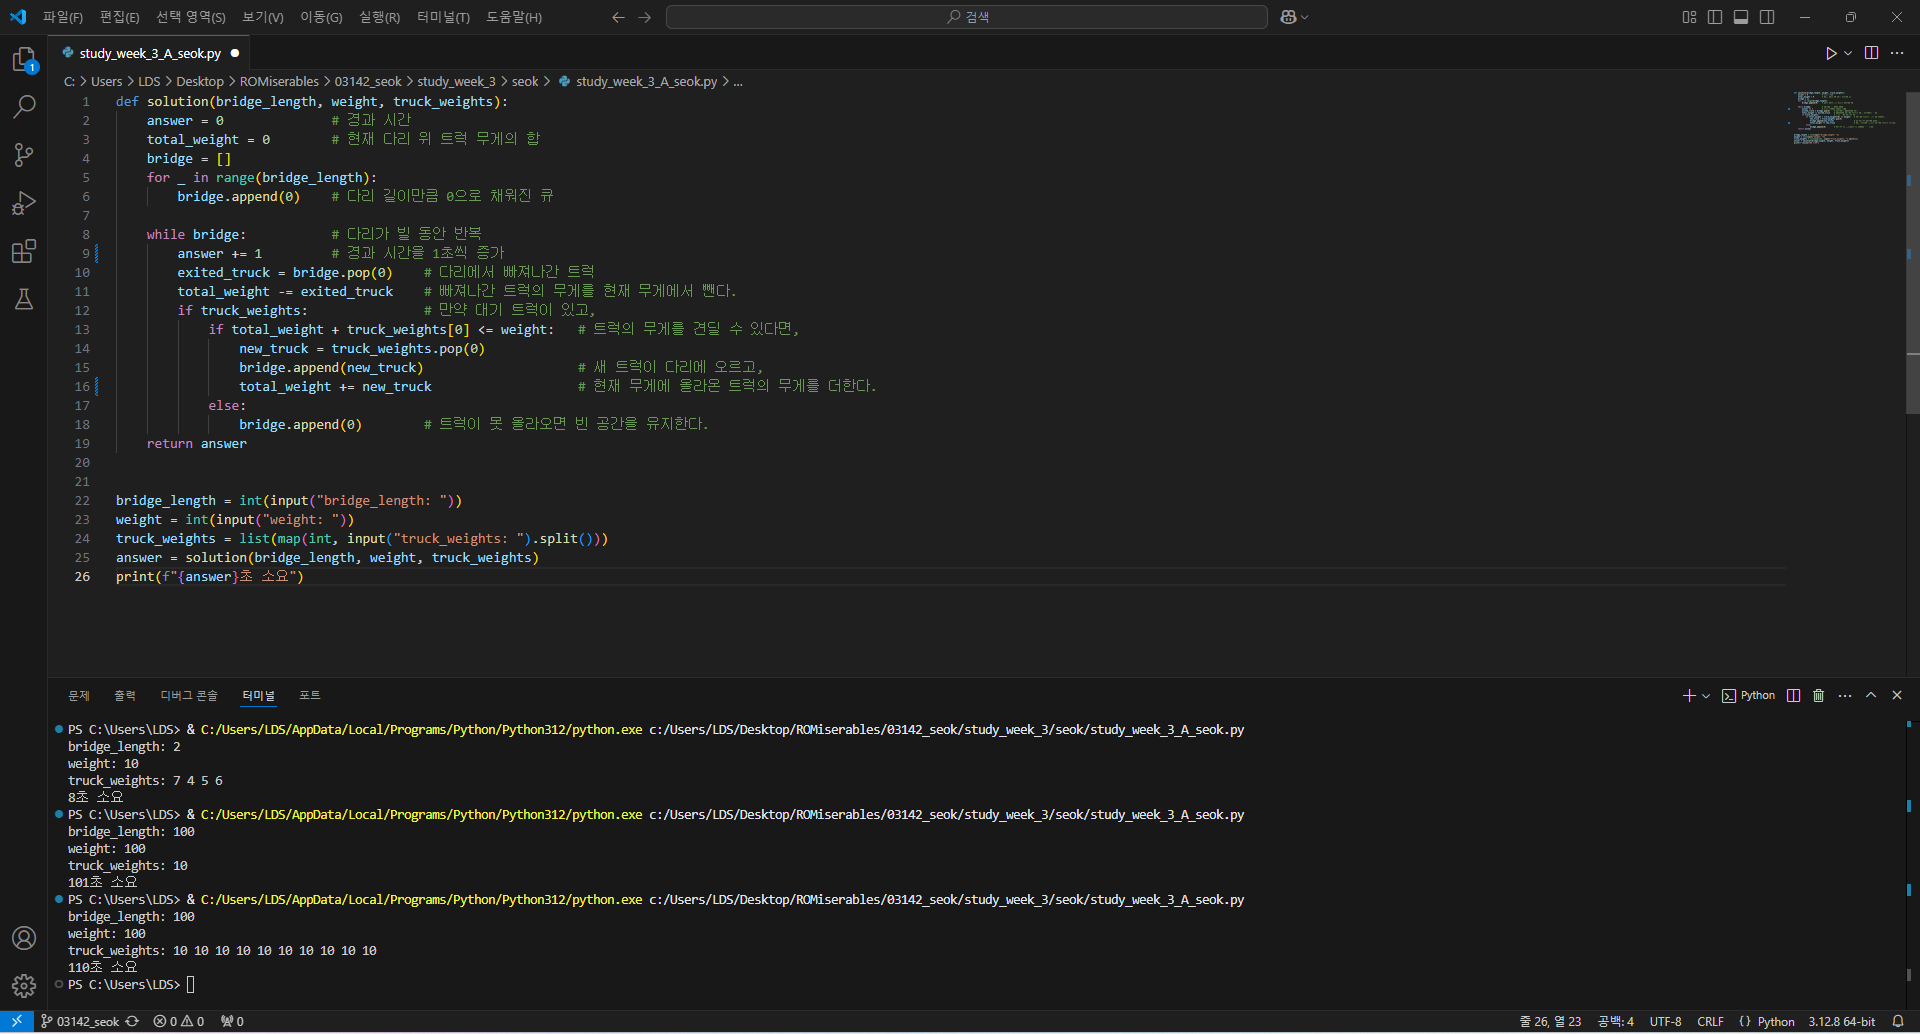 파일(F) 편집(E) 선택 영역(S) 보기(V) 이동(G) 실행(R) 터미널(T) 도움말(H) 검색
study_week_3_A_seok.py
C: > Users > LDS > Desktop > ROMiserables > 03142_seok > study_week_3 > seok > study_week_3_A_seok.py > ...
1 def solution(bridge_length, weight, truck_weights):
2 answer = 0 # 경과 시간
3 total_weight = 0 # 현재 다리 위 트럭 무게의 합
4 bridge = []
5 for _ in range(bridge_length):
6 bridge.append(0) # 다리 길이만큼 0으로 채워진 큐
7
8 while bridge: # 다리가 빌 동안 반복
9 answer += 1 # 경과 시간을 1초씩 증가
10 exited_truck = bridge.pop(0) # 다리에서 빠져나간 트럭
11 total_weight -= exited_truck # 빠져나간 트럭의 무게를 현재 무게에서 뺀다.
12 if truck_weights: # 만약 대기 트럭이 있고,
13 if total_weight + truck_weights[0] <= weight: # 트럭의 무게를 견딜 수 있다면,
14 new_truck = truck_weights.pop(0)
15 bridge.append(new_truck) # 새 트럭이 다리에 오르고,
16 total_weight += new_truck # 현재 무게에 올라온 트럭의 무게를 더한다.
17 else:
18 bridge.append(0) # 트럭이 못 올라오면 빈 공간을 유지한다.
19 return answer
20
21
22 bridge_length = int(input("bridge_length: "))
23 weight = int(input("weight: "))
24 truck_weights = list(map(int, input("truck_weights: ").split()))
25 answer = solution(bridge_length, weight, truck_weights)
26 print(f"{answer}초 소요")
문제 출력 디버그 콘솔 터미널 포트 Python
PS C:\Users\LDS> & C:/Users/LDS/AppData/Local/Programs/Python/Python312/python.exe c:/Users/LDS/Desktop/ROMiserables/03142_seok/study_week_3/seok/study_week_3_A_seok.py
bridge_length: 2
weight: 10
truck_weights: 7 4 5 6
8초 소요
PS C:\Users\LDS> & C:/Users/LDS/AppData/Local/Programs/Python/Python312/python.exe c:/Users/LDS/Desktop/ROMiserables/03142_seok/study_week_3/seok/study_week_3_A_seok.py
bridge_length: 100
weight: 100
truck_weights: 10
101초 소요
PS C:\Users\LDS> & C:/Users/LDS/AppData/Local/Programs/Python/Python312/python.exe c:/Users/LDS/Desktop/ROMiserables/03142_seok/study_week_3/seok/study_week_3_A_seok.py
bridge_length: 100
weight: 100
truck_weights: 10 10 10 10 10 10 10 10 10 10
110초 소요
PS C:\Users\LDS>
03142_seok 0 0 0 줄 26, 열 23 공백: 4 UTF-8 CRLF {} Python 3.12.8 64-bit